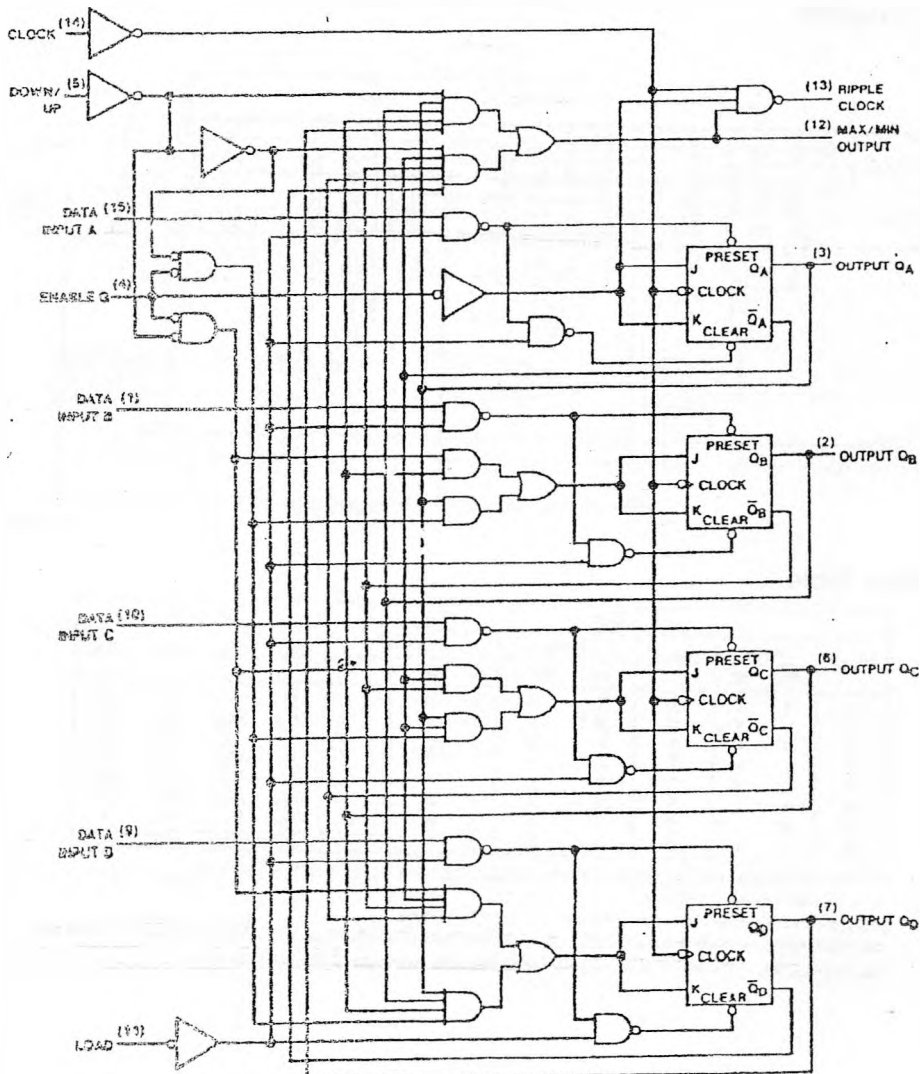 CLOCK (14)
DOWN/ (5)
UP
(13) RIPPLE
CLOCK
(12) MAX/MIN
OUTPUT
DATA (15)
INPUT A
PRESET
J
QA
(3)
OUTPUT QA
ENABLE G (4)
CLOCK
K
CLEAR
Q̅A
DATA (1)
INPUT B
PRESET
J
QB
(2)
OUTPUT QB
CLOCK
K
CLEAR
Q̅B
DATA (10)
INPUT C
PRESET
J
QC
(6)
OUTPUT QC
CLOCK
K
CLEAR
Q̅C
DATA (9)
INPUT D
PRESET
J
QD
(7)
OUTPUT QD
CLOCK
K
CLEAR
Q̅D
LOAD